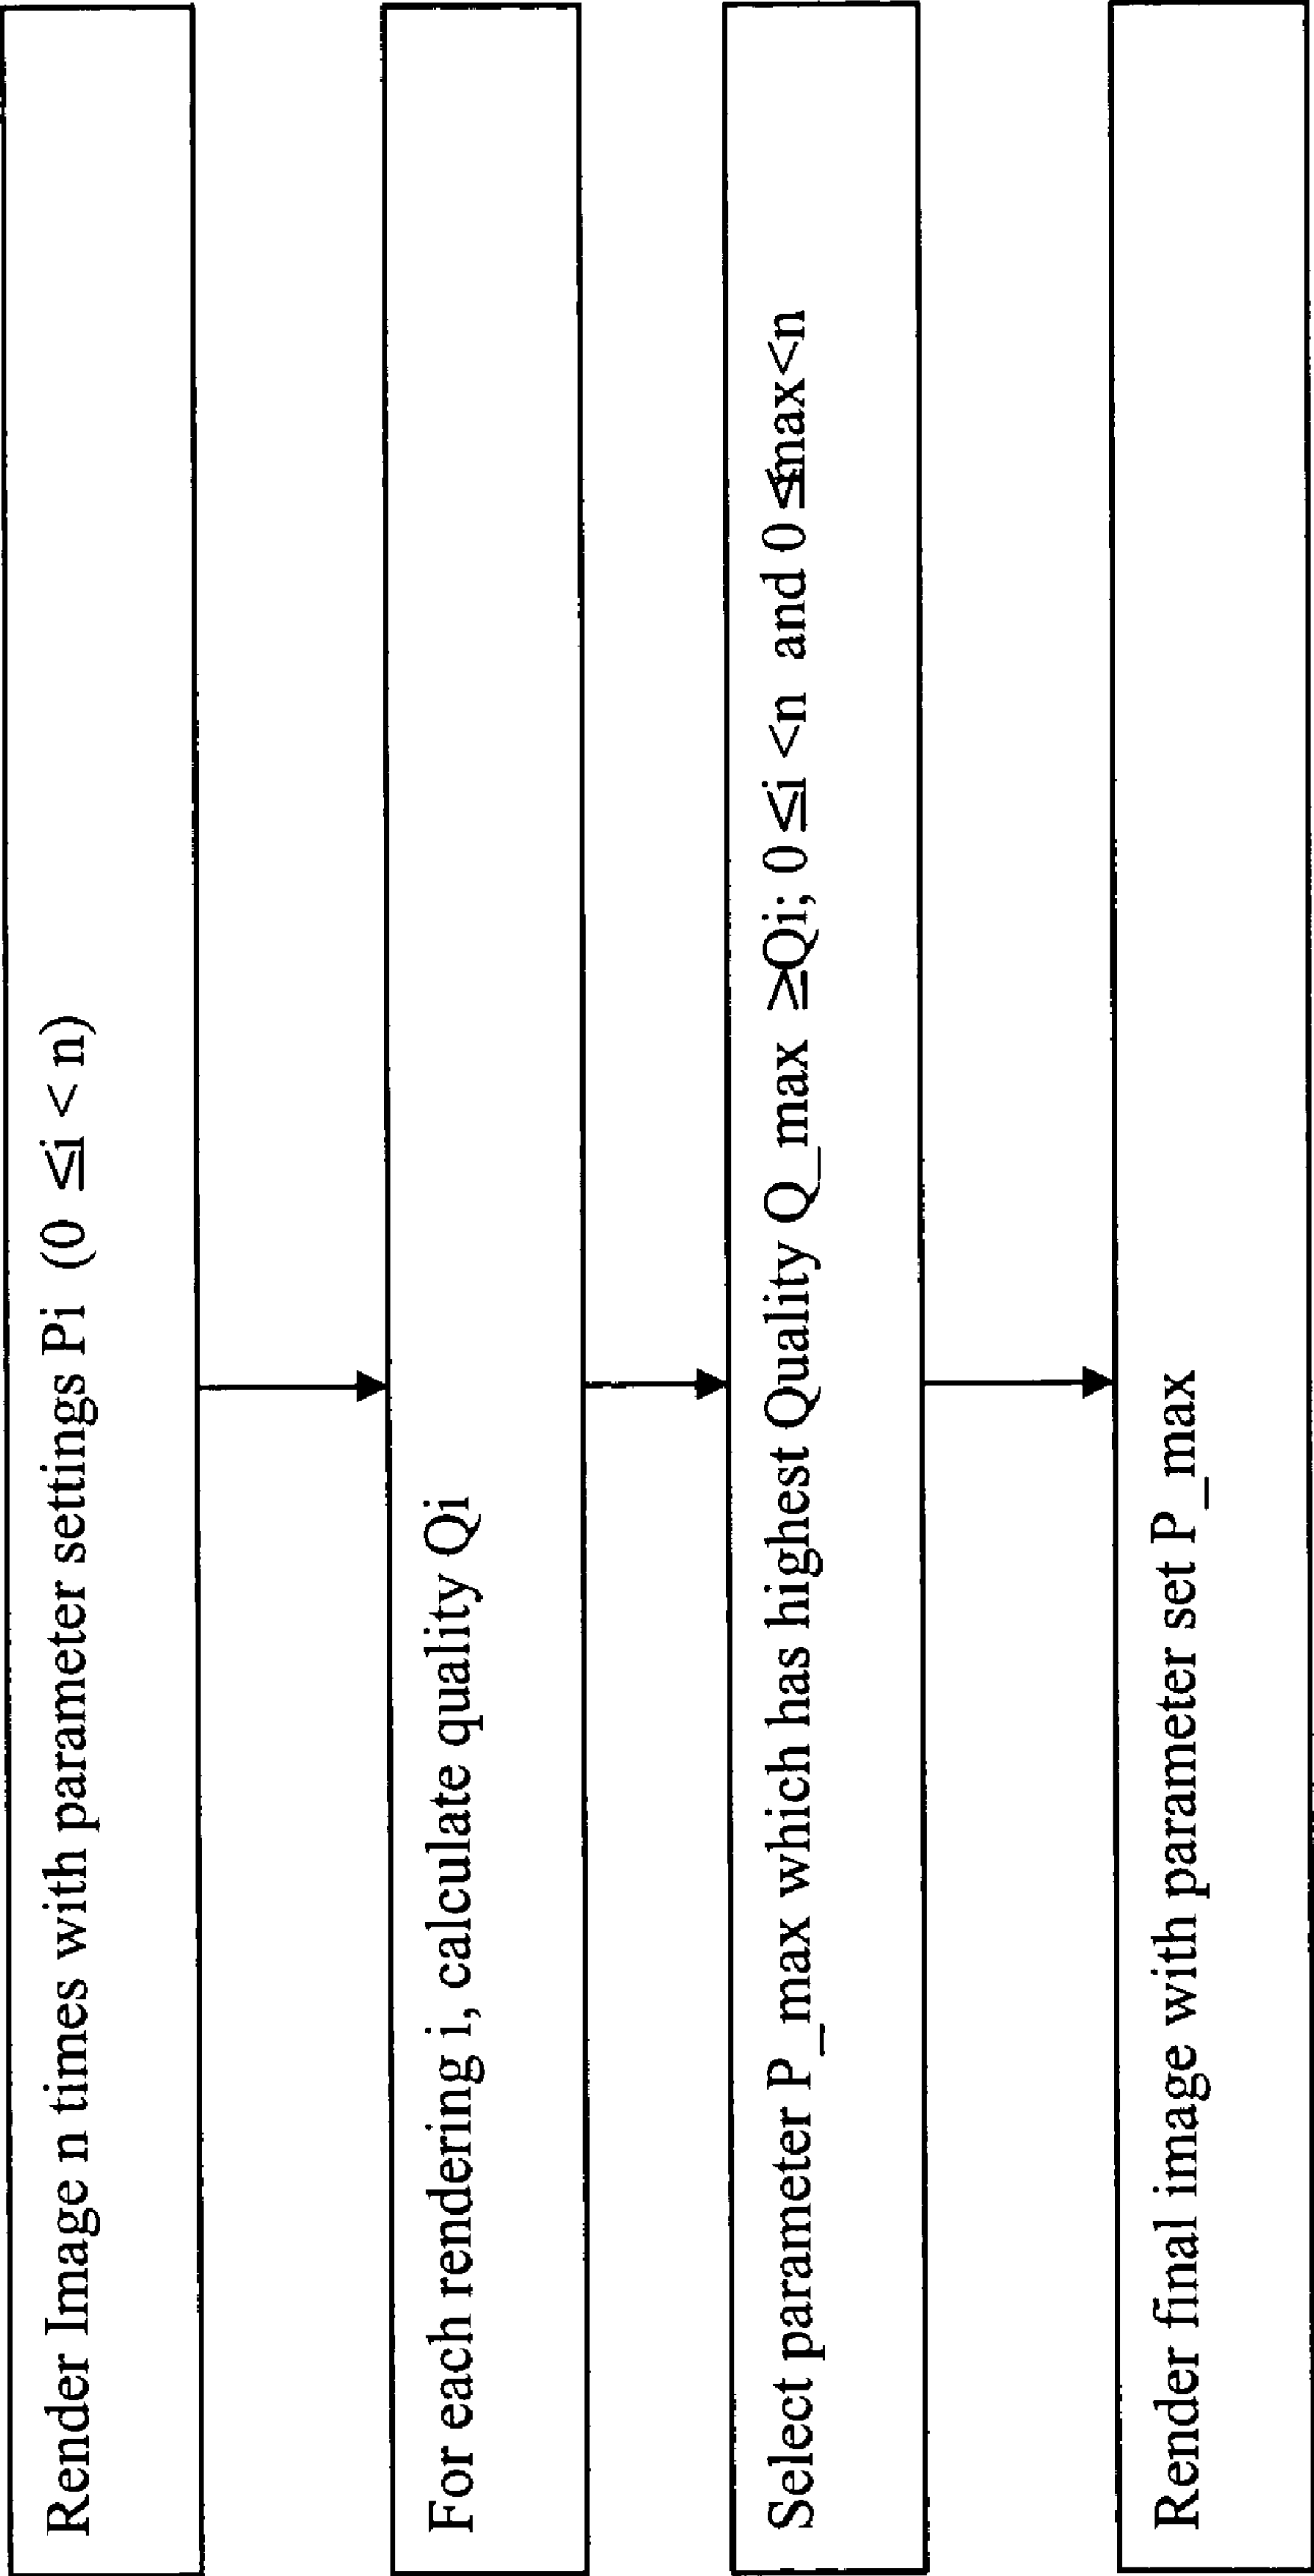 Render Image n times with parameter settings Pi (0 ≤i < n)
For each rendering i, calculate quality Qi
Select parameter P_max which has highest Quality Q_max ≥Qi; 0 ≤i <n and 0 ≤max<n
Render final image with parameter set P_max